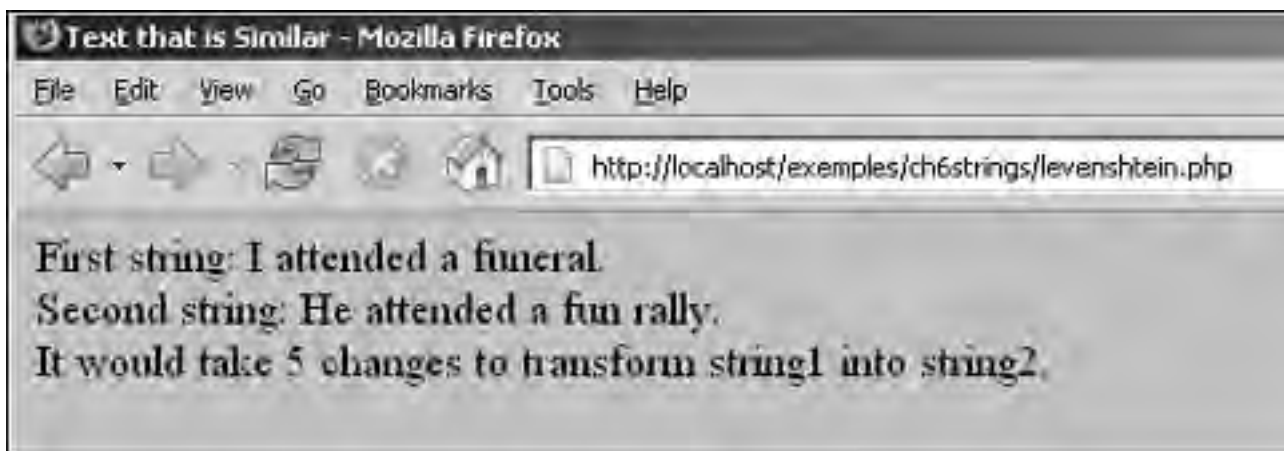 Text that is Similar - Mozilla Firefox
File Edit View Go Bookmarks Tools Help
http://localhost/exemples/ch6strings/levenshtein.php
First string: I attended a funeral.
Second string: He attended a fun rally.
It would take 5 changes to transform string1 into string2.